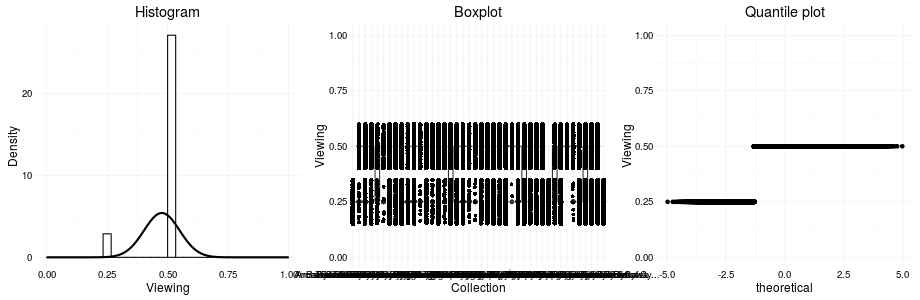 Histogram
Density
20
10
0
0.00 0.25 0.50 0.75 1.00
Viewing
Boxplot
Viewing
1.00
0.75
0.50
0.25
0.00
Collection
Quantile plot
Viewing
1.00
0.75
0.50
0.25
0.00
-5.0 -2.5 0.0 2.5 5.0
theoretical